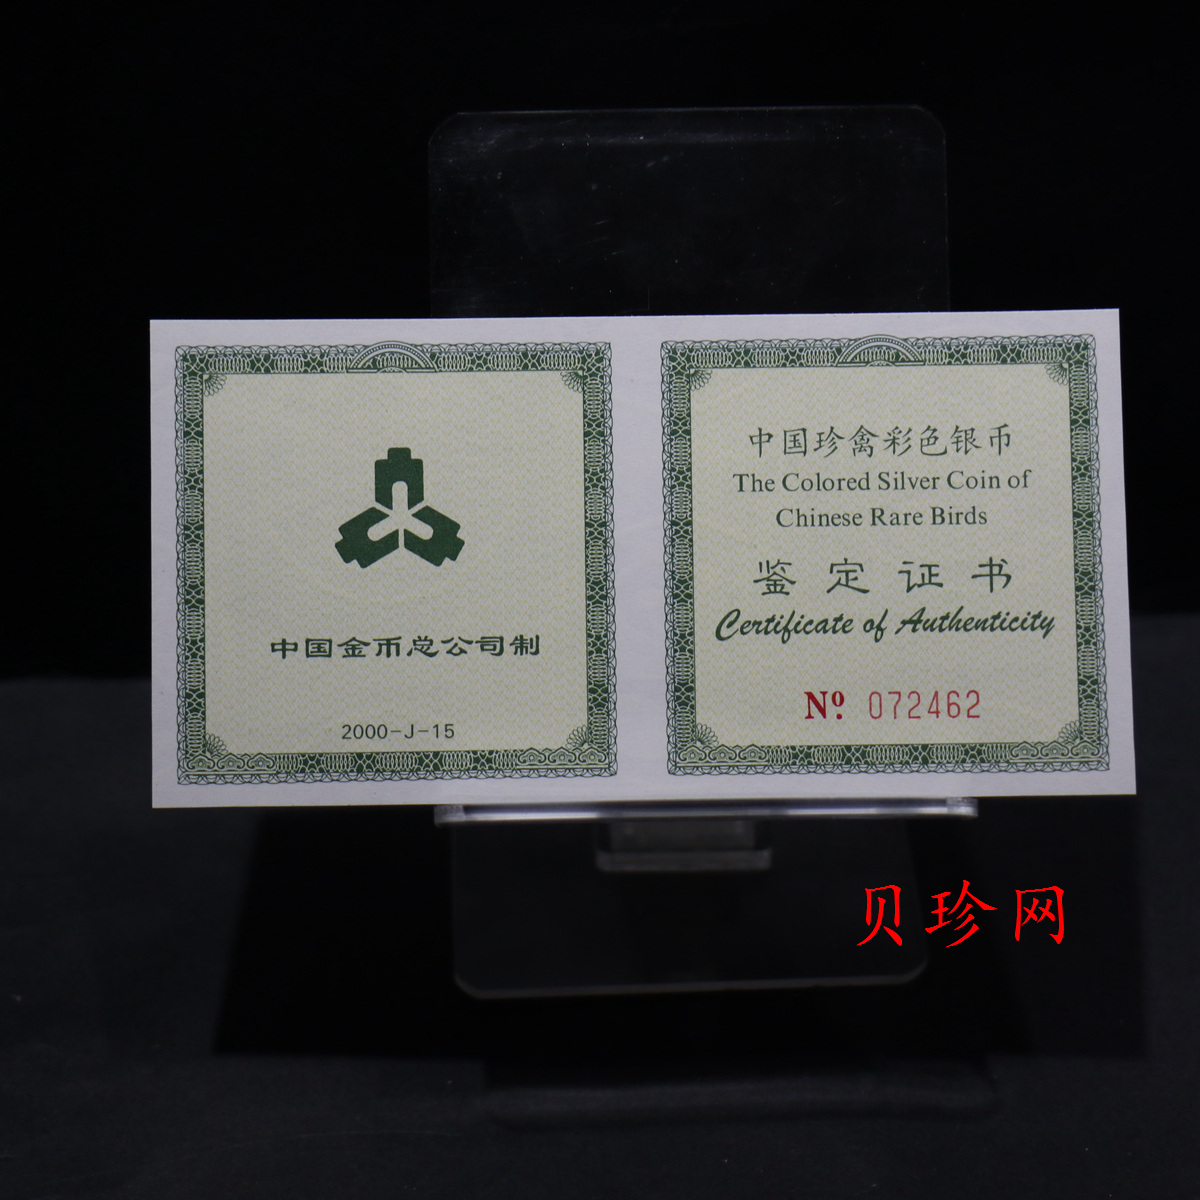 中国金币总公司制
2000-J-15
中国珍禽彩色银币
The Colored Silver Coin of
Chinese Rare Birds
鉴定证书
Certificate of Authenticity
Nº. 072462
贝珍网